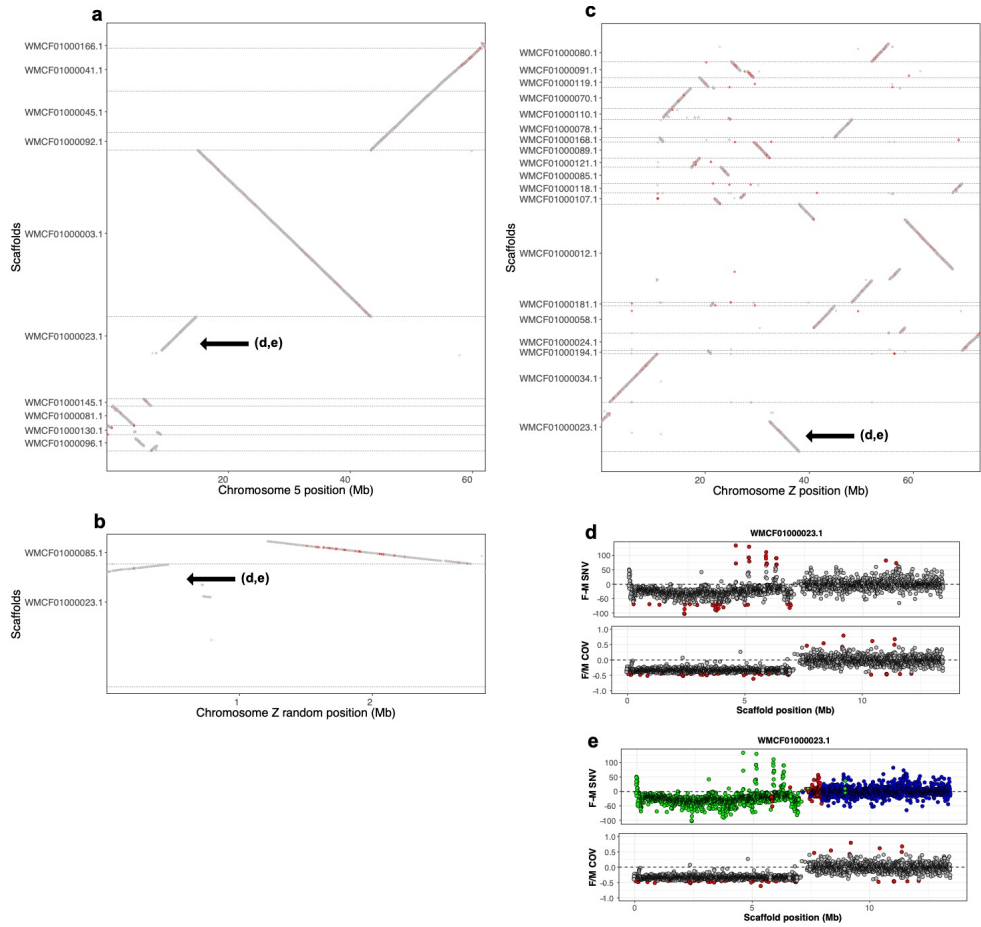 a
WMCF01000166.1
WMCF01000041.1
WMCF01000045.1
WMCF01000092.1
WMCF01000003.1
WMCF01000023.1
WMCF01000145.1
WMCF01000081.1
WMCF01000130.1
WMCF01000096.1
Scaffolds
(d,e)
20
40
60
Chromosome 5 position (Mb)
b
WMCF01000085.1
WMCF01000023.1
Scaffolds
(d,e)
1
2
Chromosome Z random position (Mb)
c
WMCF01000080.1
WMCF01000091.1
WMCF01000119.1
WMCF01000070.1
WMCF01000110.1
WMCF01000078.1
WMCF01000168.1
WMCF01000089.1
WMCF01000121.1
WMCF01000085.1
WMCF01000118.1
WMCF01000107.1
WMCF01000012.1
WMCF01000181.1
WMCF01000058.1
WMCF01000024.1
WMCF01000194.1
WMCF01000034.1
WMCF01000023.1
Scaffolds
(d,e)
20
40
60
Chromosome Z position (Mb)
d
WMCF01000023.1
F-M SNV
100
50
0
-50
-100
F/M COV
1.0
0.5
0.0
-0.5
-1.0
0
5
10
Scaffold position (Mb)
e
WMCF01000023.1
F-M SNV
100
50
0
-50
-100
F/M COV
1.0
0.5
0.0
-0.5
-1.0
0
5
10
Scaffold position (Mb)